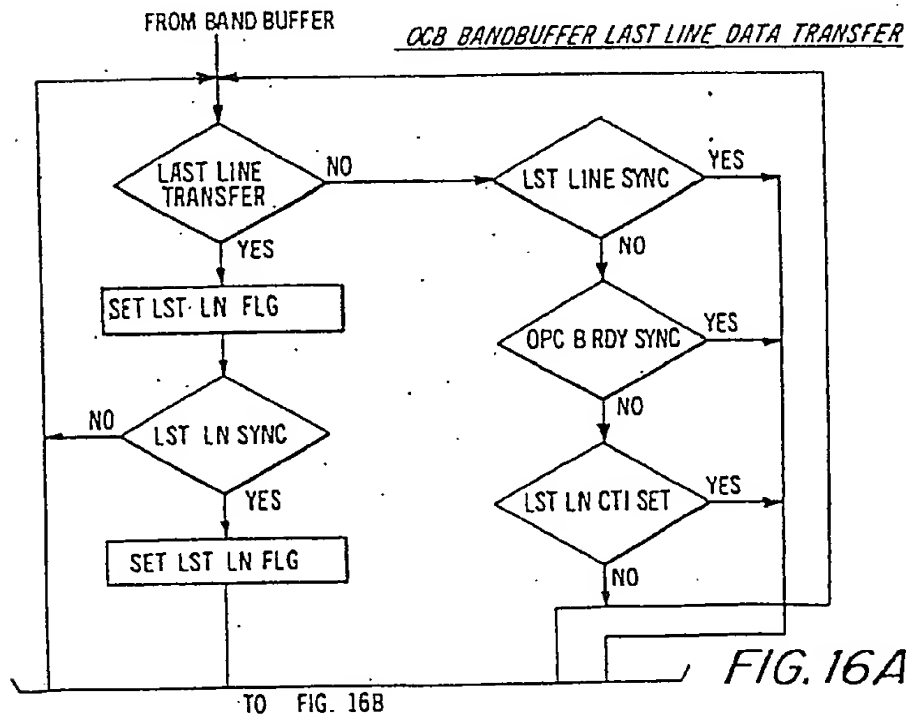 FROM BAND BUFFER
OCB BANDBUFFER LAST LINE DATA TRANSFER
LAST LINE
TRANSFER
NO
YES
LST LINE SYNC
YES
NO
SET LST LN FLG
OPC B RDY SYNC
YES
NO
LST LN SYNC
NO
YES
LST LN CTI SET
YES
NO
SET LST LN FLG
TO FIG. 16B
FIG. 16A